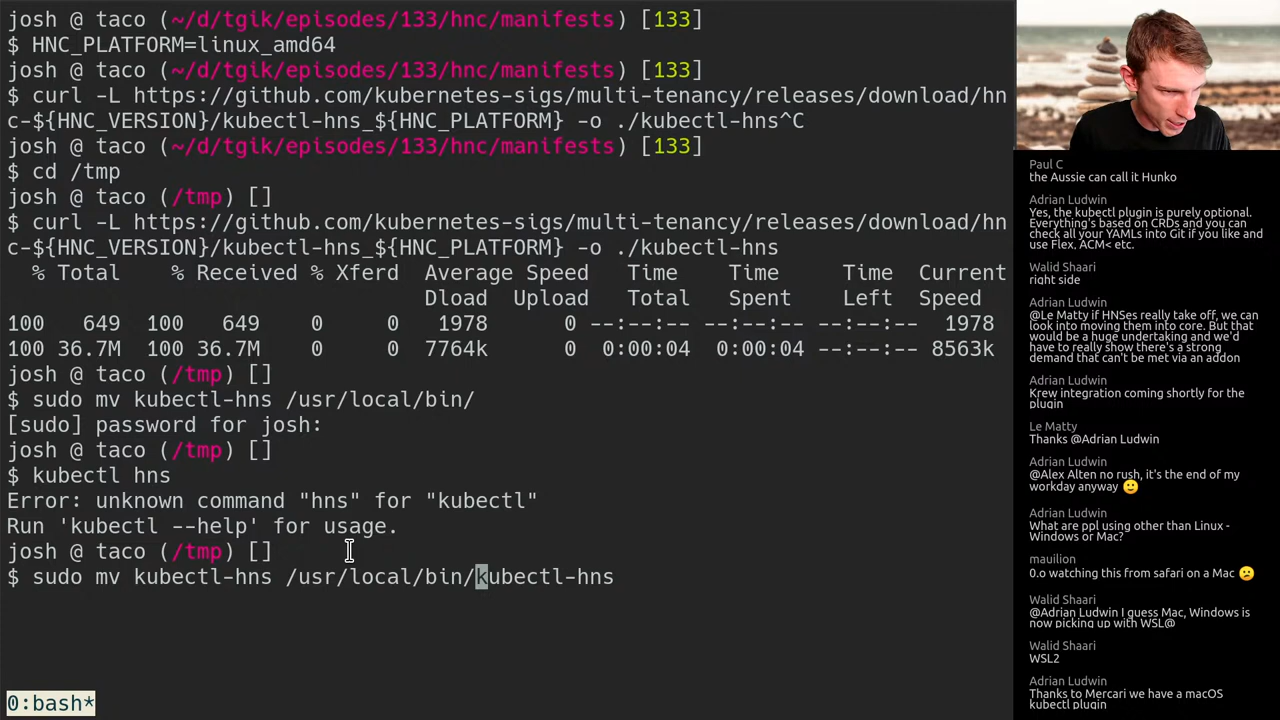 josh @ taco (~/d/tgik/episodes/133/hnc/manifests) [133]
$ HNC_PLATFORM=linux_amd64
josh @ taco (~/d/tgik/episodes/133/hnc/manifests) [133]
$ curl -L https://github.com/kubernetes-sigs/multi-tenancy/releases/download/hn
c-${HNC_VERSION}/kubectl-hns_${HNC_PLATFORM} -o ./kubectl-hns^C
josh @ taco (~/d/tgik/episodes/133/hnc/manifests) [133]
$ cd /tmp
josh @ taco (/tmp) []
$ curl -L https://github.com/kubernetes-sigs/multi-tenancy/releases/download/hn
c-${HNC_VERSION}/kubectl-hns_${HNC_PLATFORM} -o ./kubectl-hns
% Total % Received % Xferd Average Speed Time Time Time Current
Dload Upload Total Spent Left Speed
100 649 100 649 0 0 1978 0 --:--:-- --:--:-- --:--:-- 1978
100 36.7M 100 36.7M 0 0 7764k 0 0:00:04 0:00:04 --:--:-- 8563k
josh @ taco (/tmp) []
$ sudo mv kubectl-hns /usr/local/bin/
[sudo] password for josh:
josh @ taco (/tmp) []
$ kubectl hns
Error: unknown command "hns" for "kubectl"
Run 'kubectl --help' for usage.
josh @ taco (/tmp) []
$ sudo mv kubectl-hns /usr/local/bin/kubectl-hns
0:bash*
Paul C
the Aussie can call it Hunko
Adrian Ludwin
Yes, the kubectl plugin is purely optional.
Everything's based on CRDs and you can
check all your YAMLs into Git if you like and
use Flex, ACM< etc.
Walid Shaari
right side
Adrian Ludwin
@Le Matty if HNSes really take off, we can
look into moving them into core. But that
would be a huge undertaking and we'd
have to really show there's a strong
demand that can't be met via an addon
Adrian Ludwin
Krew integration coming shortly for the
plugin
Le Matty
Thanks @Adrian Ludwin
Adrian Ludwin
@Alex Alten no rush, it's the end of my
workday anyway 🙂
Adrian Ludwin
What are ppl using other than Linux -
Windows or Mac?
mauilion
0.o watching this from safari on a Mac 🙁
Walid Shaari
@Adrian Ludwin I guess Mac, Windows is
now picking up with WSL@
Walid Shaari
WSL2
Adrian Ludwin
Thanks to Mercari we have a macOS
kubectl plugin